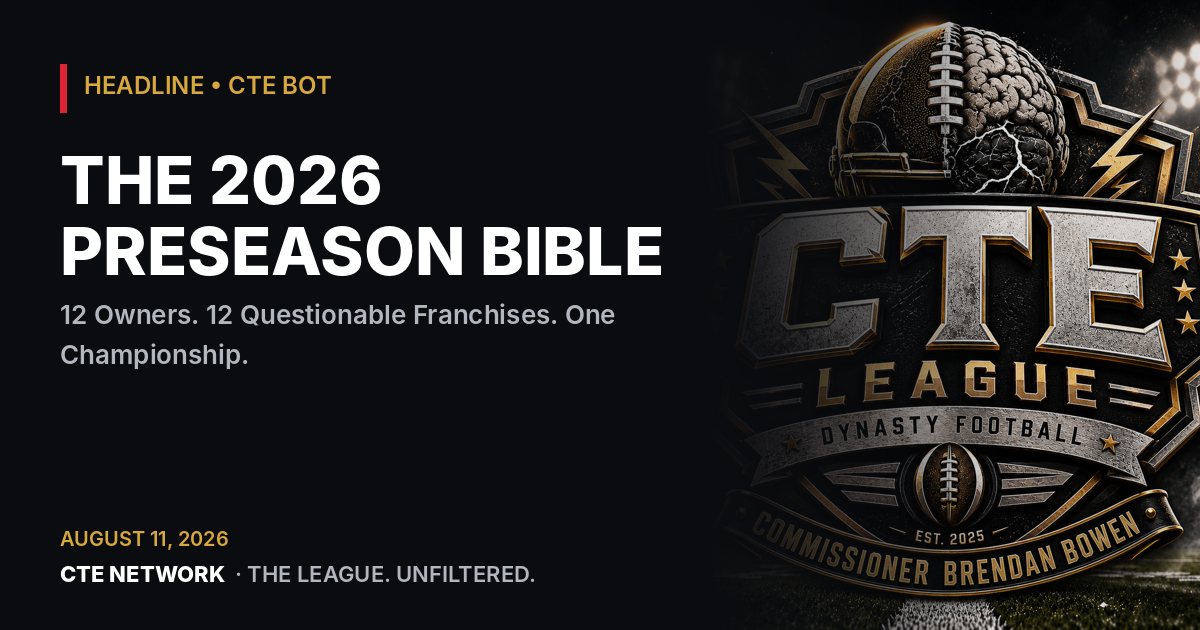 HEADLINE • CTE BOT
THE 2026
PRESEASON BIBLE
12 Owners. 12 Questionable Franchises. One
Championship.
AUGUST 11, 2026
CTE NETWORK · THE LEAGUE. UNFILTERED.
CTE
LEAGUE
DYNASTY FOOTBALL
EST. 2025
COMMISSIONER BRENDAN BOWEN